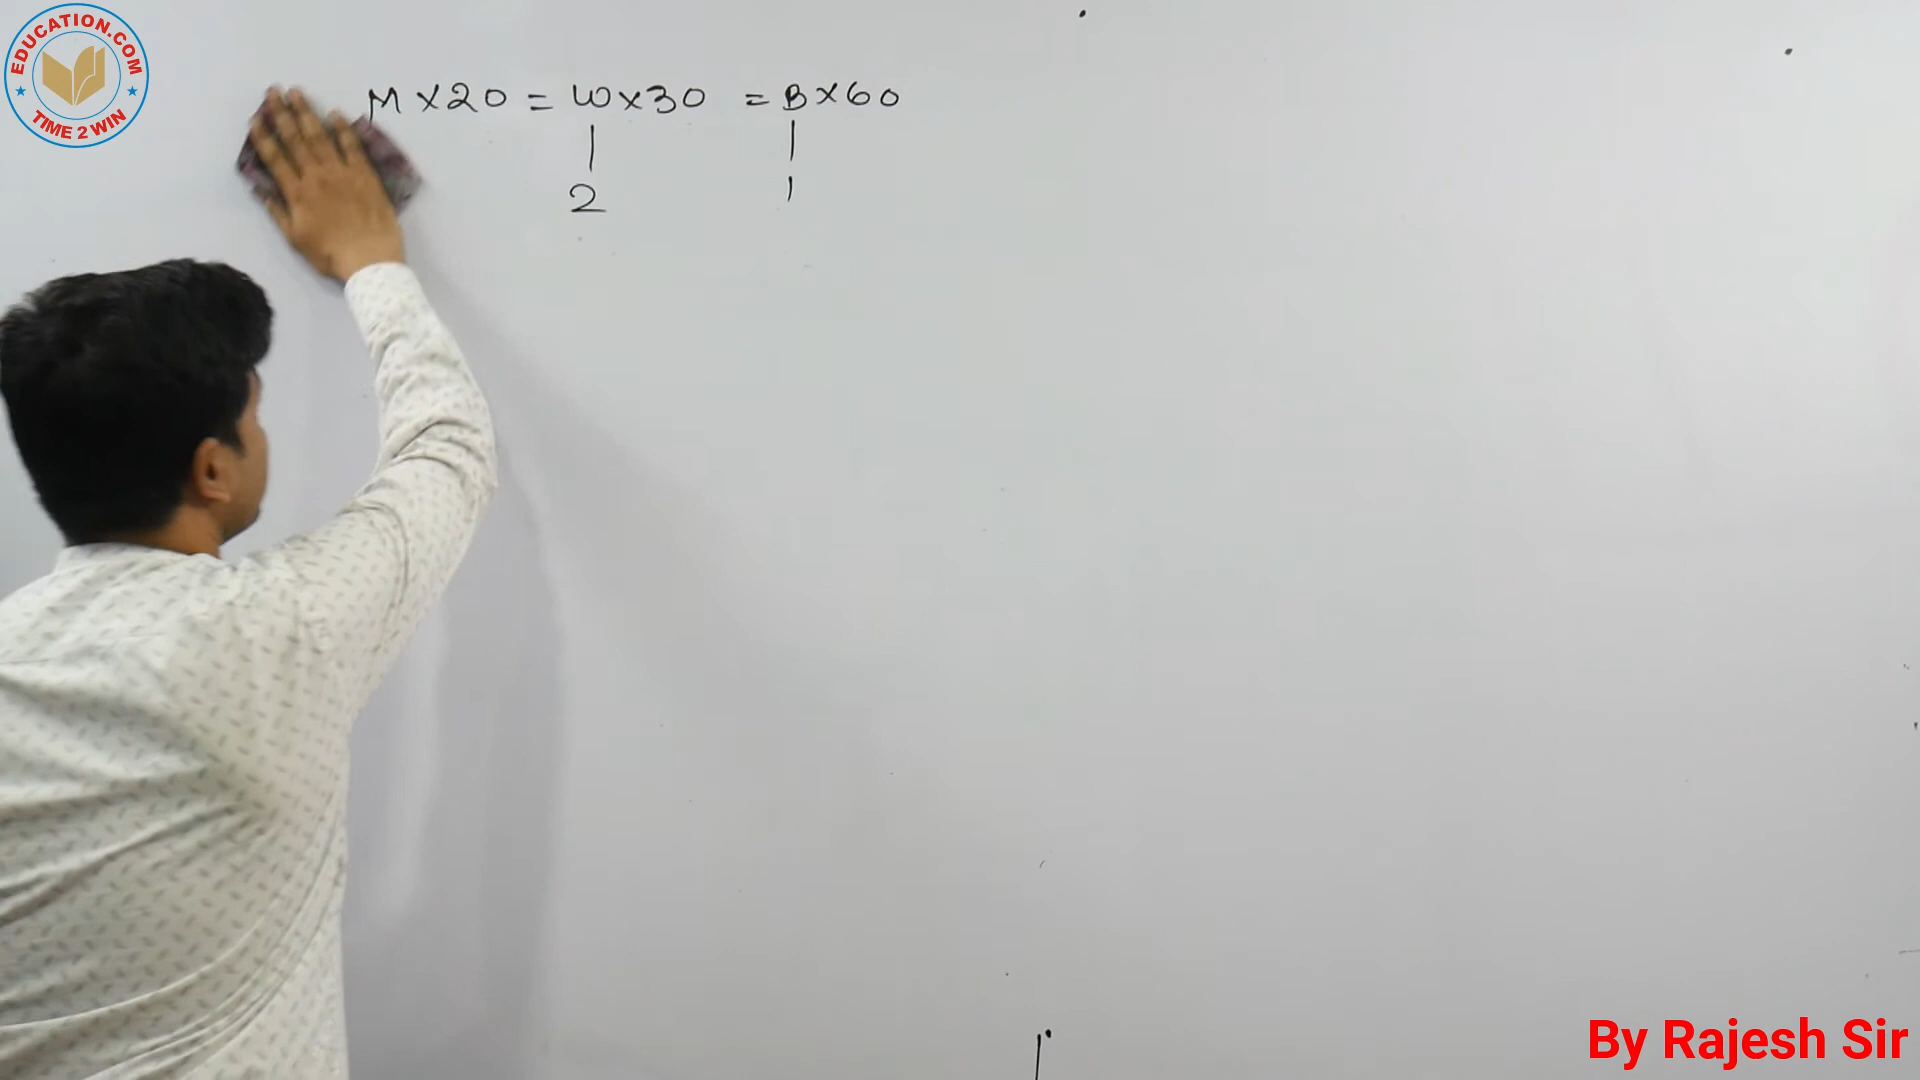 EDUCATION.COM
TIME 2 WIN
M×20 = W×30 = B×60
2 1
By Rajesh Sir